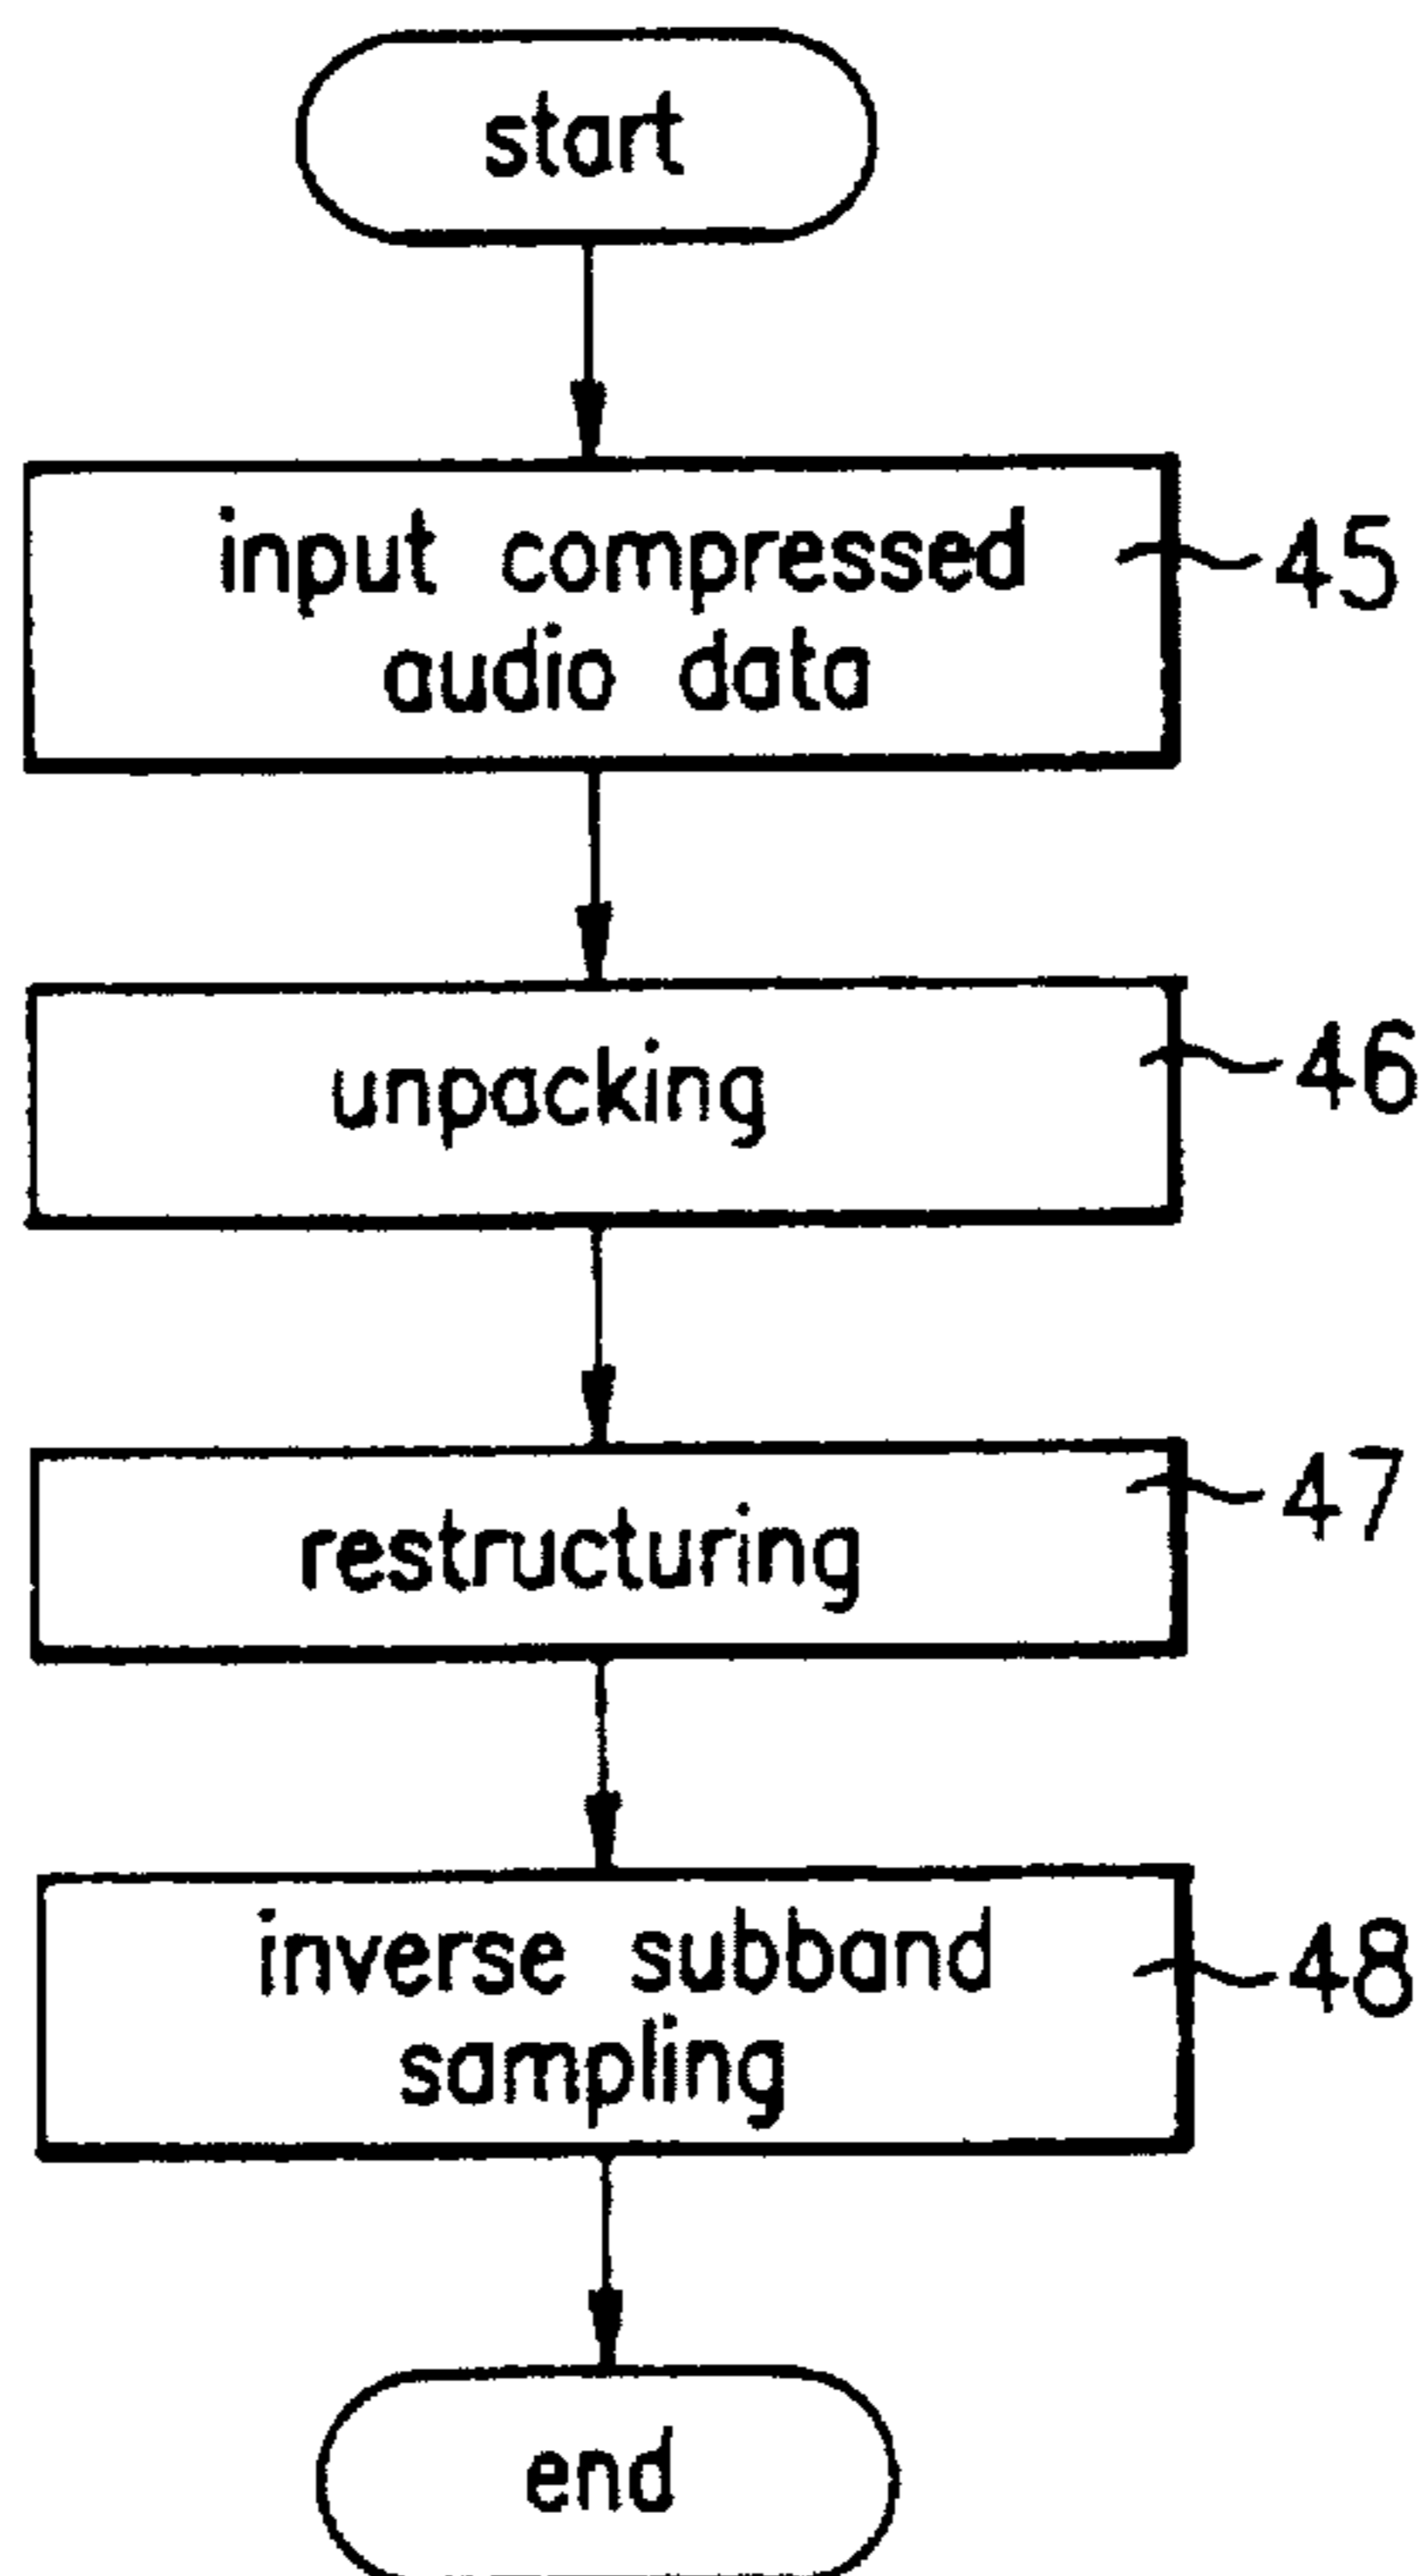 start
input compressed
audio data
45
unpacking
46
restructuring
47
inverse subband
sampling
48
end